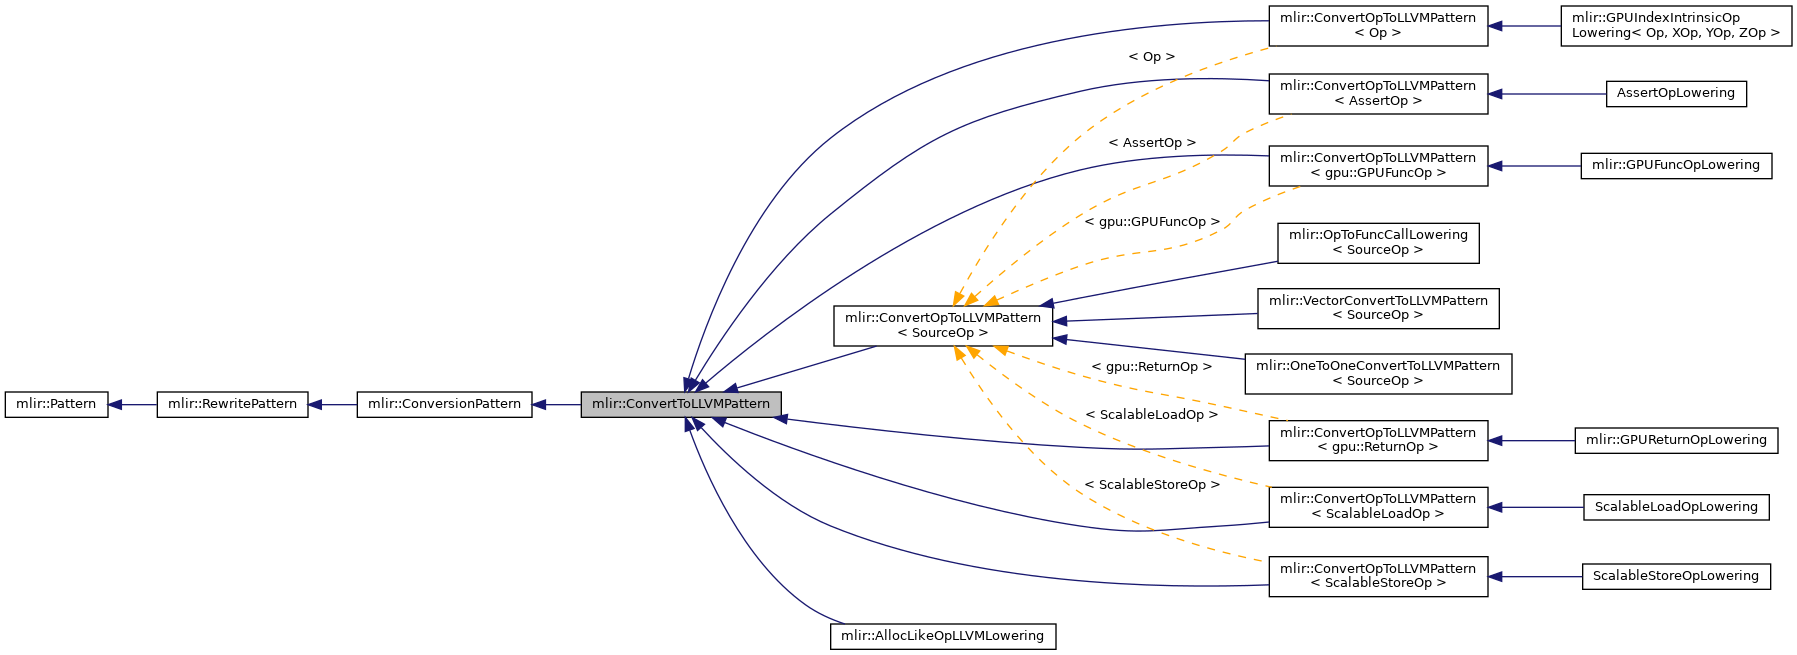 mlir::Pattern
mlir::RewritePattern
mlir::ConversionPattern
mlir::ConvertToLLVMPattern
mlir::ConvertOpToLLVMPattern
< SourceOp >
mlir::AllocLikeOpLLVMLowering
< Op >
< AssertOp >
< gpu::GPUFuncOp >
< gpu::ReturnOp >
< ScalableLoadOp >
< ScalableStoreOp >
mlir::ConvertOpToLLVMPattern
< Op >
mlir::GPUIndexIntrinsicOp
Lowering< Op, XOp, YOp, ZOp >
mlir::ConvertOpToLLVMPattern
< AssertOp >
AssertOpLowering
mlir::ConvertOpToLLVMPattern
< gpu::GPUFuncOp >
mlir::GPUFuncOpLowering
mlir::OpToFuncCallLowering
< SourceOp >
mlir::VectorConvertToLLVMPattern
< SourceOp >
mlir::OneToOneConvertToLLVMPattern
< SourceOp >
mlir::ConvertOpToLLVMPattern
< gpu::ReturnOp >
mlir::GPUReturnOpLowering
mlir::ConvertOpToLLVMPattern
< ScalableLoadOp >
ScalableLoadOpLowering
mlir::ConvertOpToLLVMPattern
< ScalableStoreOp >
ScalableStoreOpLowering